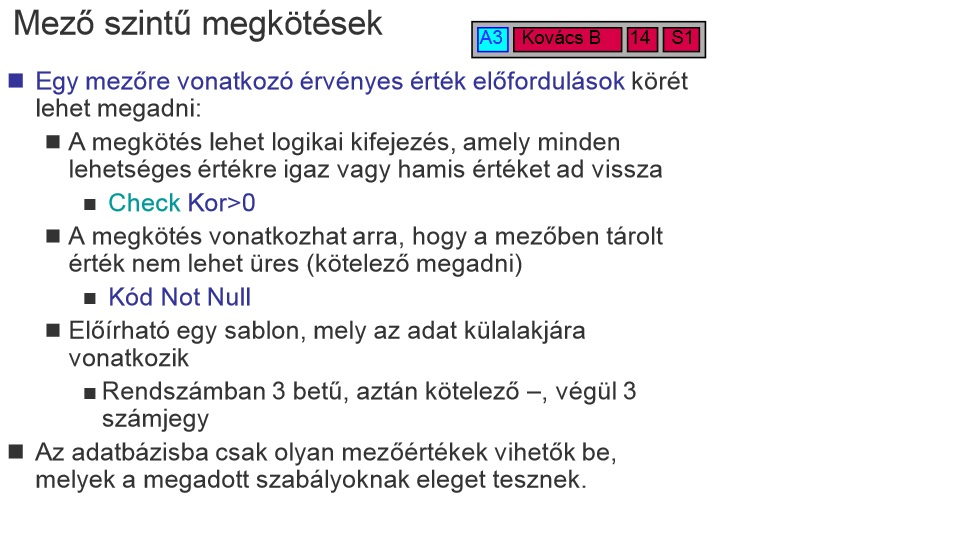 Mező szintű megkötések
A3 Kovács B 14 S1
Egy mezőre vonatkozó érvényes érték előfordulások körét
lehet megadni:
A megkötés lehet logikai kifejezés, amely minden
lehetséges értékre igaz vagy hamis értéket ad vissza
Check Kor>0
A megkötés vonatkozhat arra, hogy a mezőben tárolt
érték nem lehet üres (kötelező megadni)
Kód Not Null
Előírható egy sablon, mely az adat külalakjára
vonatkozik
Rendszámban 3 betű, aztán kötelező –, végül 3
számjegy
Az adatbázisba csak olyan mezőértékek vihetők be,
melyek a megadott szabályoknak eleget tesznek.